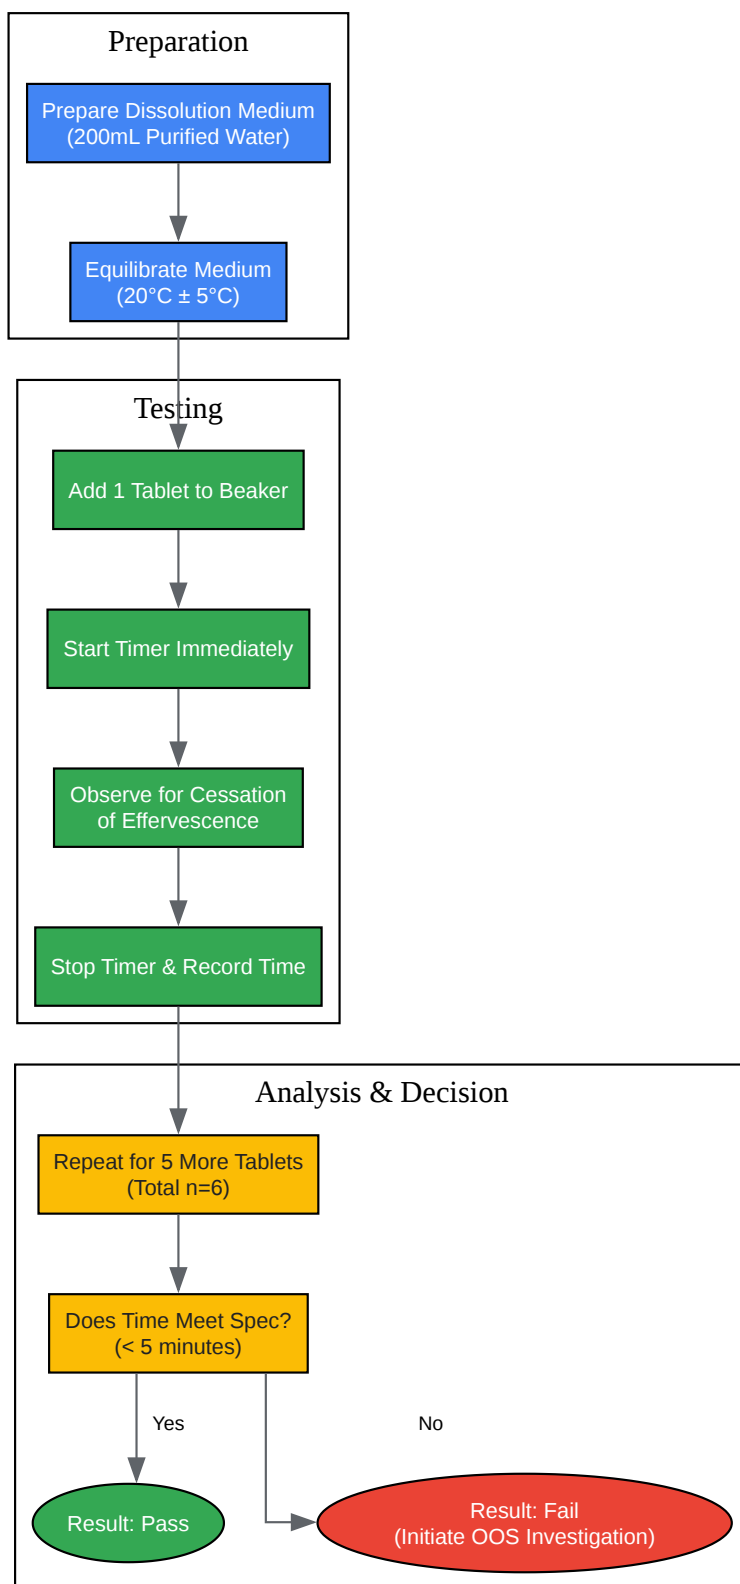 Preparation
Prepare Dissolution Medium
(200mL Purified Water)
Equilibrate Medium
(20°C ± 5°C)
Testing
Add 1 Tablet to Beaker
Start Timer Immediately
Observe for Cessation
of Effervescence
Stop Timer & Record Time
Analysis & Decision
Repeat for 5 More Tablets
(Total n=6)
Does Time Meet Spec?
(< 5 minutes)
Yes
No
Result: Pass
Result: Fail
(Initiate OOS Investigation)